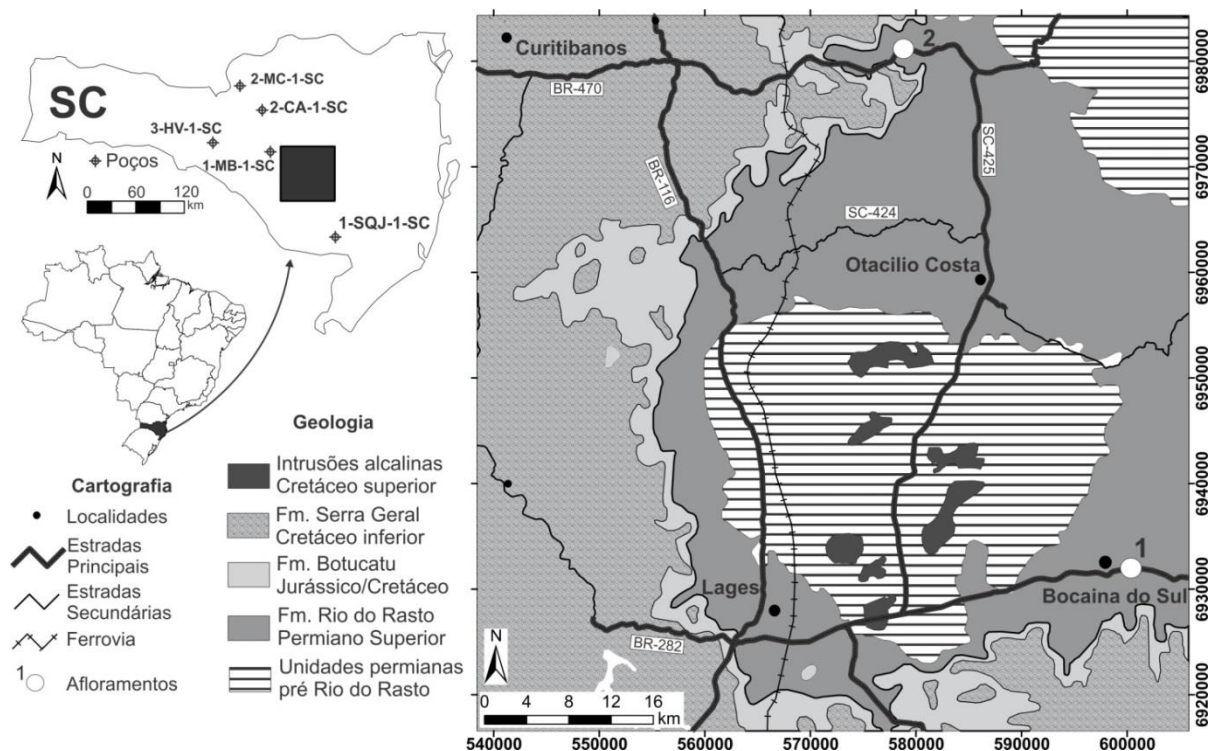 SC
2-MC-1-SC
2-CA-1-SC
3-HV-1-SC
1-MB-1-SC
N
Poços
0 60 120
km
1-SQJ-1-SC
Cartografia
Localidades
Estradas
Principais
Estradas
Secundárias
Ferrovia
1
Afloramentos
Geologia
Intrusões alcalinas
Cretáceo superior
Fm. Serra Geral
Cretáceo inferior
Fm. Botucatu
Jurássico/Cretáceo
Fm. Rio do Rasto
Permiano Superior
Unidades permianas
pré Rio do Rasto
Curitibanos
2
BR-470
BR-116
SC-425
SC-424
Otacilio Costa
Lages
1
Bocaina do Sul
BR-282
N
0 4 8 12 16
km
6980000
6970000
6960000
6950000
6940000
6930000
6920000
540000 550000 560000 570000 580000 590000 600000